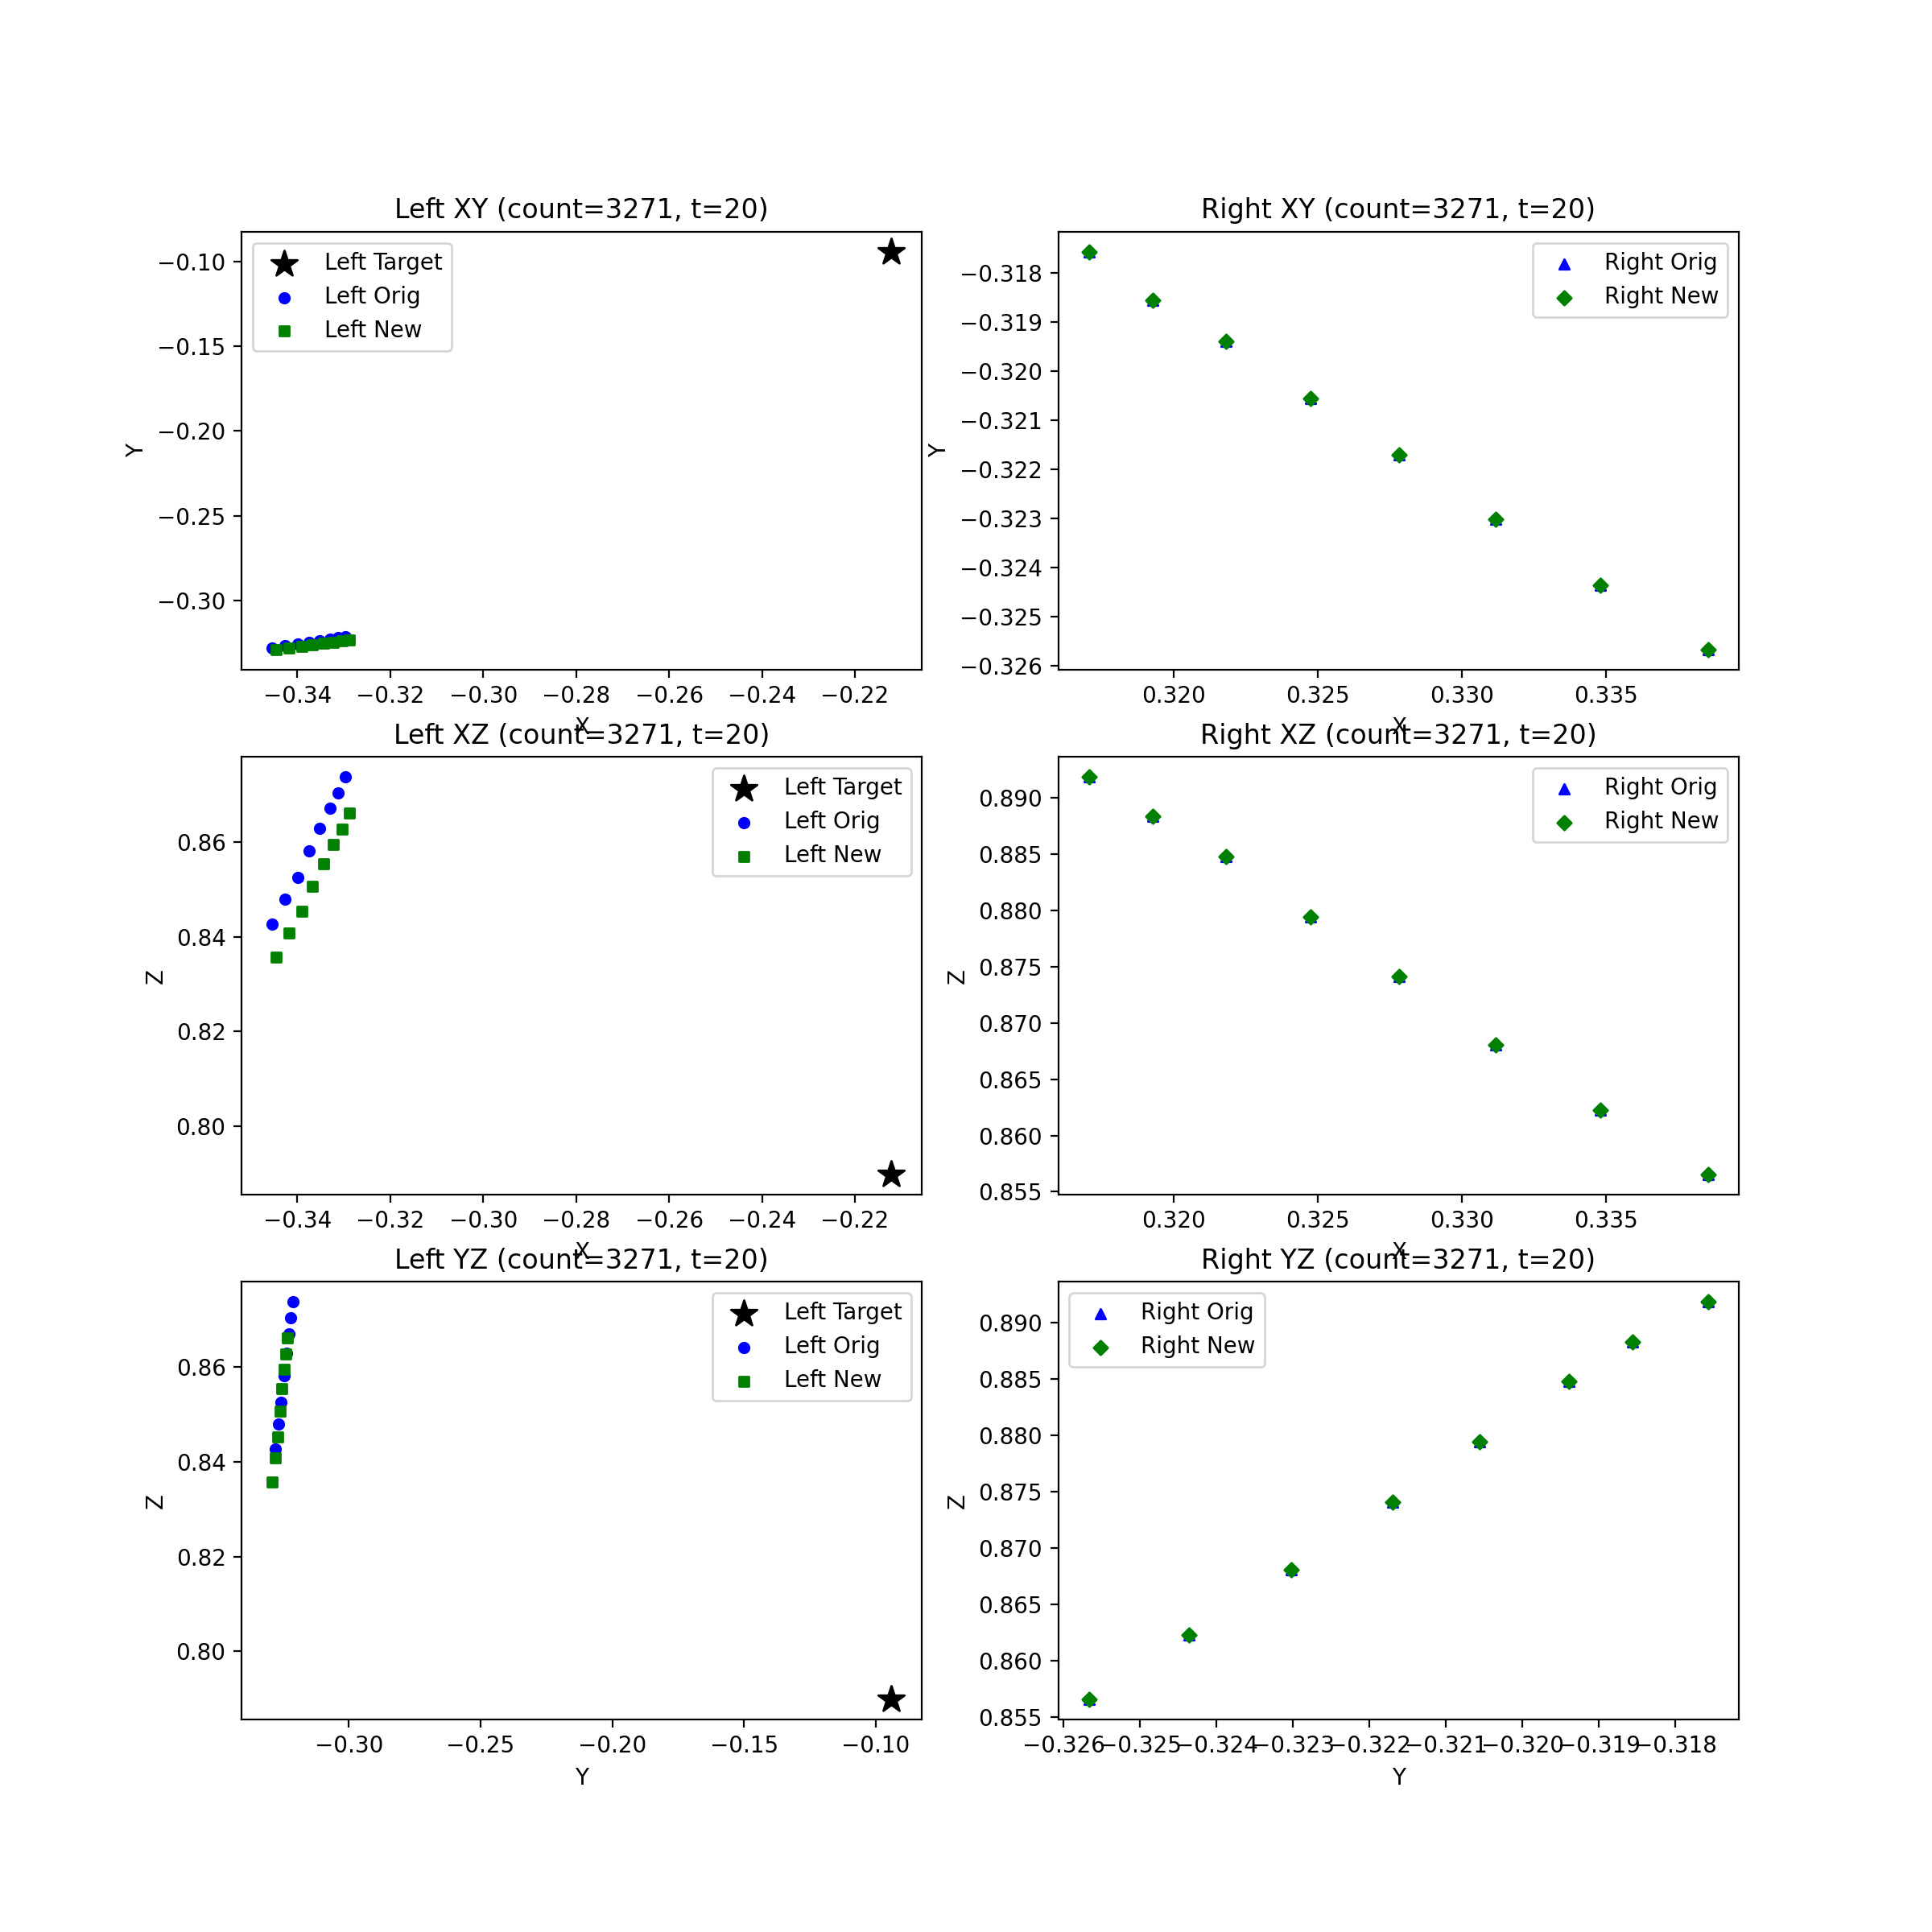 Left XY (count=3271, t=20)
Left Target
Left Orig
Left New
−0.10
−0.15
−0.20
−0.25
−0.30
Y
−0.34 −0.32 −0.30 −0.28 −0.26 −0.24 −0.22
X
Right XY (count=3271, t=20)
Right Orig
Right New
−0.318
−0.319
−0.320
−0.321
−0.322
−0.323
−0.324
−0.325
−0.326
Y
0.320 0.325 0.330 0.335
X
Left XZ (count=3271, t=20)
Left Target
Left Orig
Left New
0.86
0.84
0.82
0.80
Z
−0.34 −0.32 −0.30 −0.28 −0.26 −0.24 −0.22
X
Right XZ (count=3271, t=20)
Right Orig
Right New
0.890
0.885
0.880
0.875
0.870
0.865
0.860
0.855
Z
0.320 0.325 0.330 0.335
X
Left YZ (count=3271, t=20)
Left Target
Left Orig
Left New
0.86
0.84
0.82
0.80
Z
−0.30 −0.25 −0.20 −0.15 −0.10
Y
Right YZ (count=3271, t=20)
Right Orig
Right New
0.890
0.885
0.880
0.875
0.870
0.865
0.860
0.855
Z
−0.326 −0.325 −0.324 −0.323 −0.322 −0.321 −0.320 −0.319 −0.318
Y